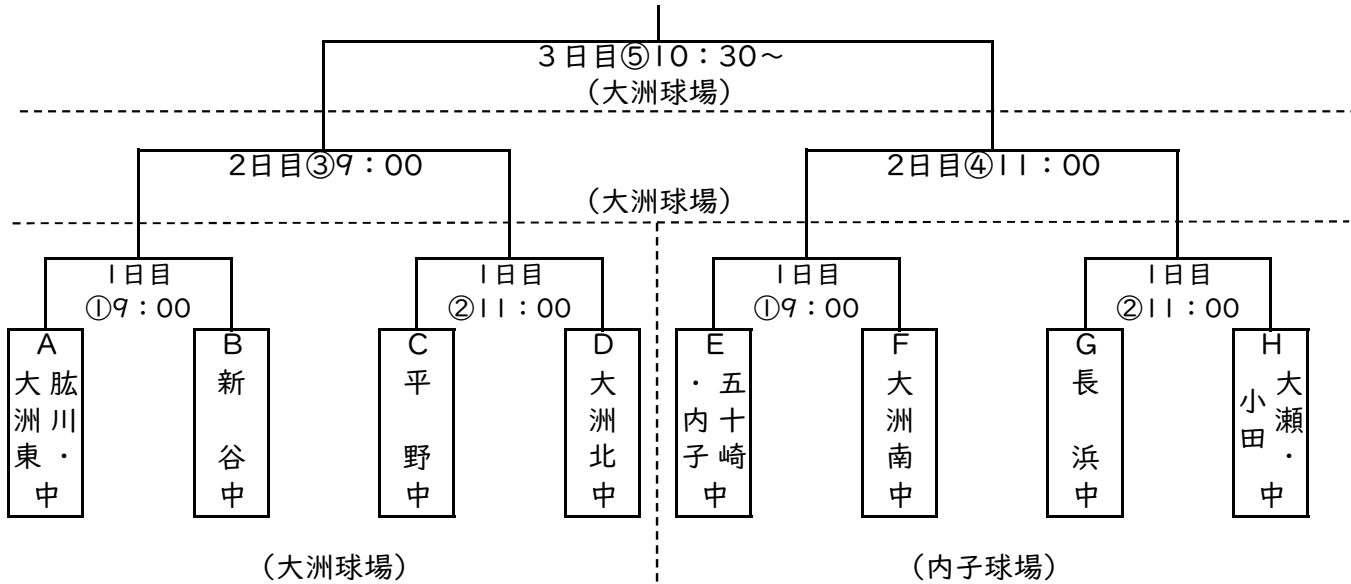 3日目⑤10：30～
（大洲球場）
2日目③9：00
2日目④11：00
（大洲球場）
1日目
①9：00
1日目
②11：00
1日目
①9：00
1日目
②11：00
A
肱川・
大洲東
中
B
新谷中
C
平野中
D
大洲北中
E
五十崎
・内子
中
F
大洲南中
G
長浜中
H
大瀬・
小田
中
（大洲球場）
（内子球場）